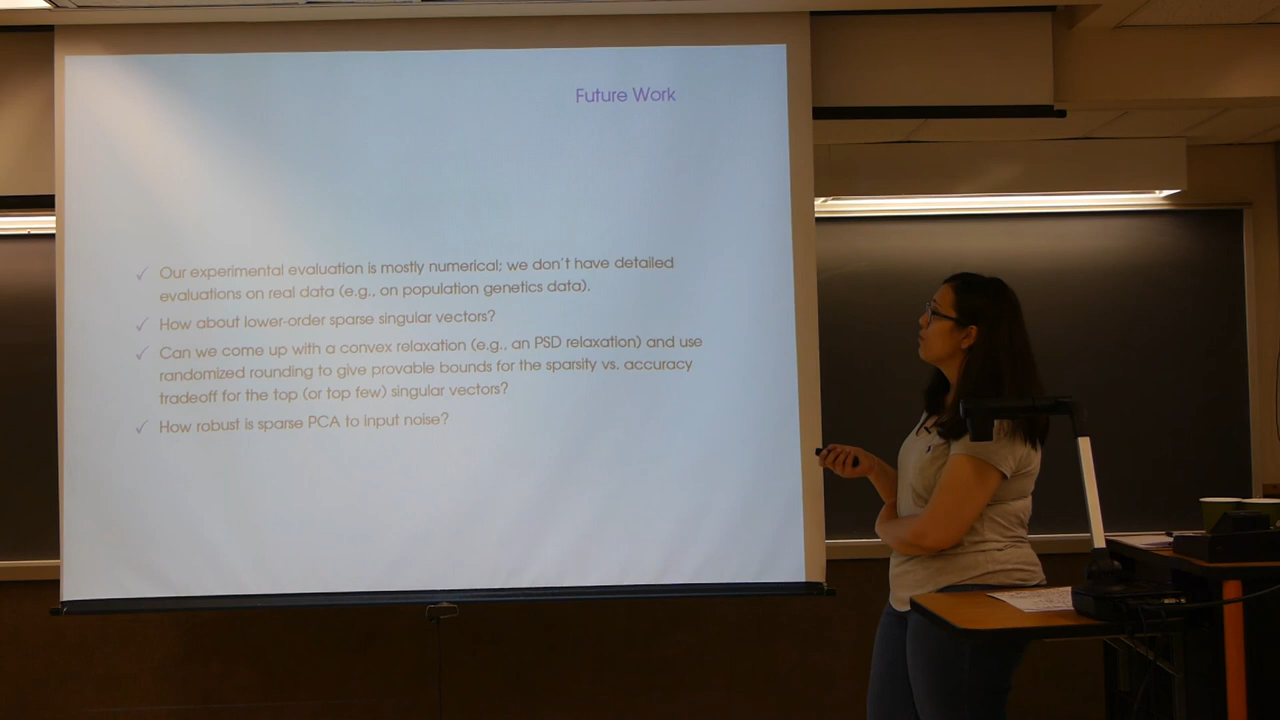 Future Work
✓ Our experimental evaluation is mostly numerical; we don't have detailed
evaluations on real data (e.g., on population genetics data).
✓ How about lower-order sparse singular vectors?
✓ Can we come up with a convex relaxation (e.g., an PSD relaxation) and use
randomized rounding to give provable bounds for the sparsity vs. accuracy
tradeoff for the top (or top few) singular vectors?
✓ How robust is sparse PCA to input noise?